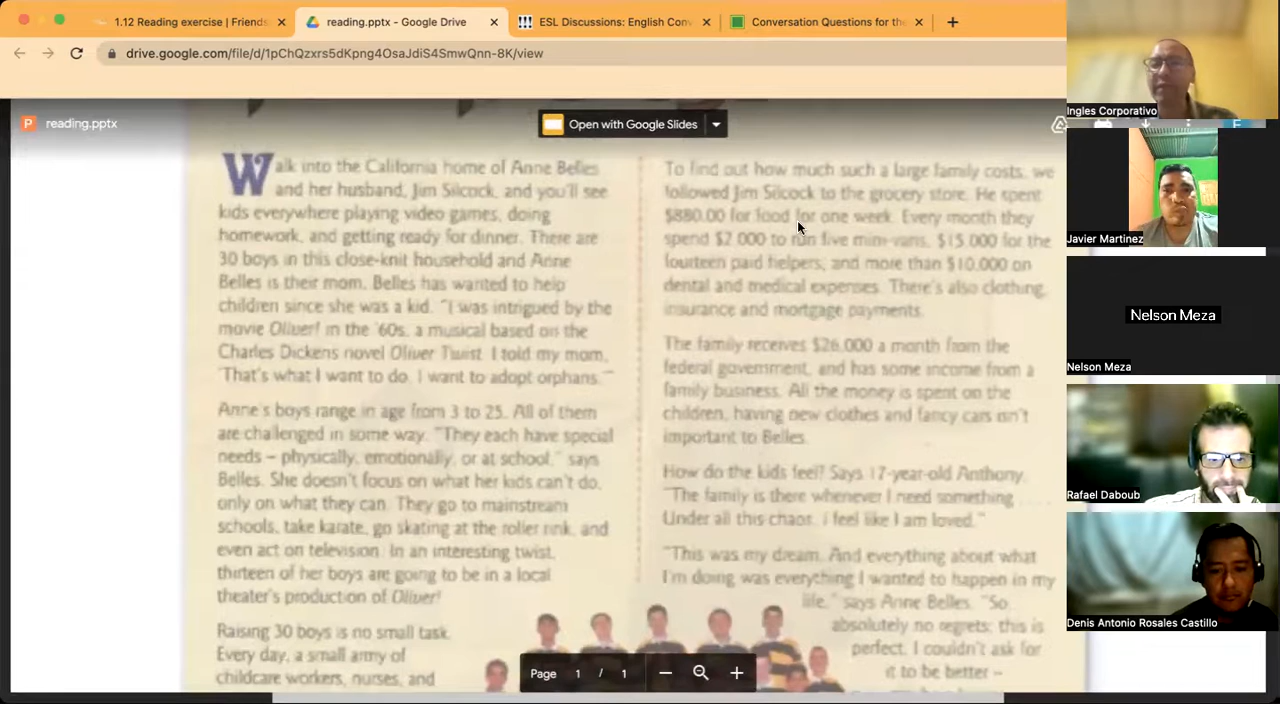 1.12 Reading exercise | Friends
reading.pptx - Google Drive
ESL Discussions: English Conv
Conversation Questions for the
drive.google.com/file/d/1pChQzxrs5dKpng4OsaJdiS4SmwQnn-8K/view
P reading.pptx
Open with Google Slides
Walk into the California home of Anne Belles
and her husband, Jim Silcock, and you'll see
kids everywhere playing video games, doing
homework, and getting ready for dinner. There are
30 boys in this close-knit household and Anne
Belles is their mom. Belles has wanted to help
children since she was a kid. "I was intrigued by the
movie Oliver! in the '60s, a musical based on the
Charles Dickens novel Oliver Twist. I told my mom,
'That's what I want to do. I want to adopt orphans.'"
Anne's boys range in age from 3 to 25. All of them
are challenged in some way. "They each have special
needs – physically, emotionally, or at school," says
Belles. She doesn't focus on what her kids can't do,
only on what they can. They go to mainstream
schools, take karate, go skating at the roller rink, and
even act on television. In an interesting twist,
thirteen of her boys are going to be in a local
theater's production of Oliver!
Raising 30 boys is no small task.
Every day, a small army of
childcare workers, nurses, and
To find out how much such a large family costs, we
followed Jim Silcock to the grocery store. He spent
$880.00 for food for one week. Every month they
spend $2,000 to run five mini-vans, $15,000 for the
fourteen paid helpers, and more than $10,000 on
dental and medical expenses. There's also clothing,
insurance and mortgage payments.
The family receives $26,000 a month from the
federal government, and has some income from a
family business. All the money is spent on the
children, having new clothes and fancy cars isn't
important to Belles.
How do the kids feel? Says 17-year-old Anthony,
"The family is there whenever I need something.
Under all this chaos, I feel like I am loved."
"This was my dream. And everything about what
I'm doing was everything I wanted to happen in my
life," says Anne Belles. "So
absolutely no regrets; this is
perfect. I couldn't ask for
it to be better –
Page 1 / 1
Ingles Corporativo
Javier Martinez
Nelson Meza
Nelson Meza
Rafael Daboub
Denis Antonio Rosales Castillo